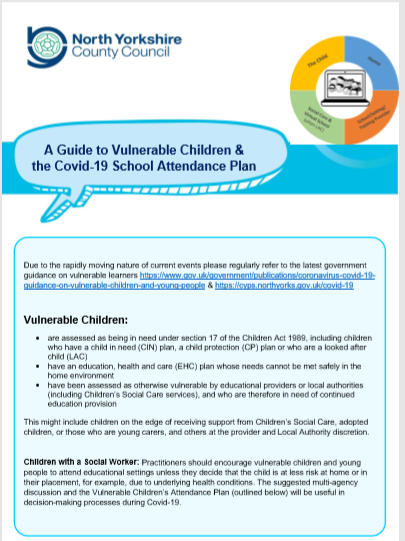 North Yorkshire
County Council
The Child
Home
A Guide to Vulnerable Children &
the Covid-19 School Attendance Plan
Due to the rapidly moving nature of current events please regularly refer to the latest government
guidance on vulnerable learners https://www.gov.uk/government/publications/coronavirus-covid-19-
guidance-on-vulnerable-children-and-young-people & https://cyps.northyorks.gov.uk/covid-19
Vulnerable Children:
• are assessed as being in need under section 17 of the Children Act 1989, including children
who have a child in need (CIN) plan, a child protection (CP) plan or who are a looked after
child (LAC)
• have an education, health and care (EHC) plan whose needs cannot be met safely in the
home environment
• have been assessed as otherwise vulnerable by educational providers or local authorities
(including Children's Social Care services), and who are therefore in need of continued
education provision
This might include children on the edge of receiving support from Children's Social Care, adopted
children, or those who are young carers, and others at the provider and Local Authority discretion.
Children with a Social Worker: Practitioners should encourage vulnerable children and young
people to attend educational settings unless they decide that the child is at less risk at home or in
their placement, for example, due to underlying health conditions. The suggested multi-agency
discussion and the Vulnerable Children's Attendance Plan (outlined below) will be useful in
decision-making processes during Covid-19.